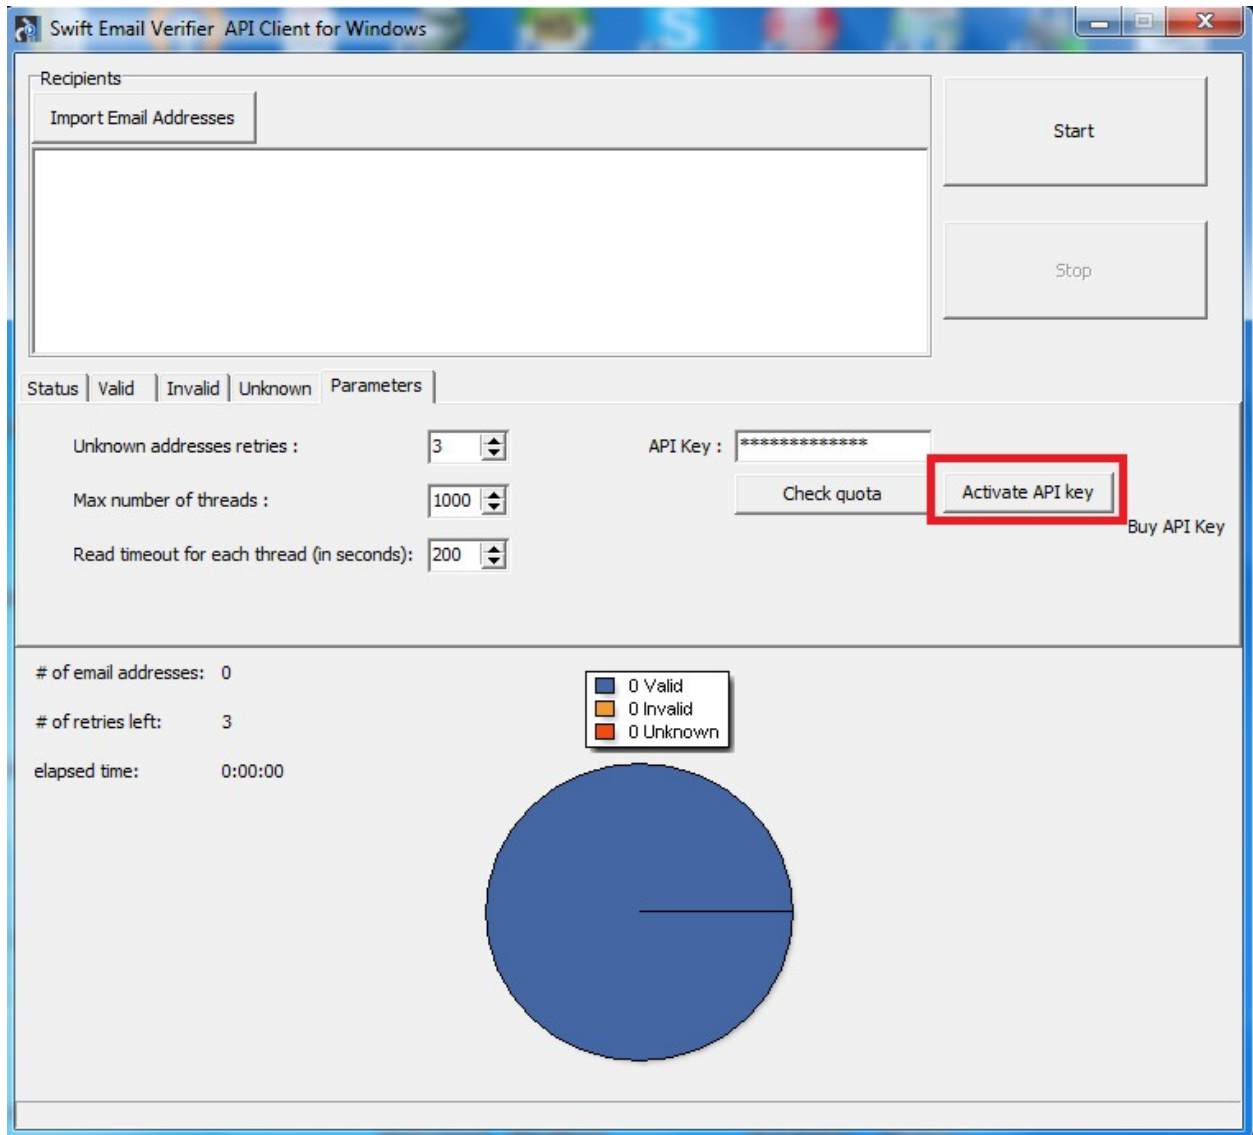 Swift Email Verifier API Client for Windows
Recipients
Import Email Addresses
Start
Stop
Status Valid Invalid Unknown Parameters
Unknown addresses retries : 3
API Key : *************
Max number of threads : 1000
Check quota
Activate API key
Buy API Key
Read timeout for each thread (in seconds): 200
# of email addresses: 0
# of retries left: 3
elapsed time: 0:00:00
0 Valid
0 Invalid
0 Unknown